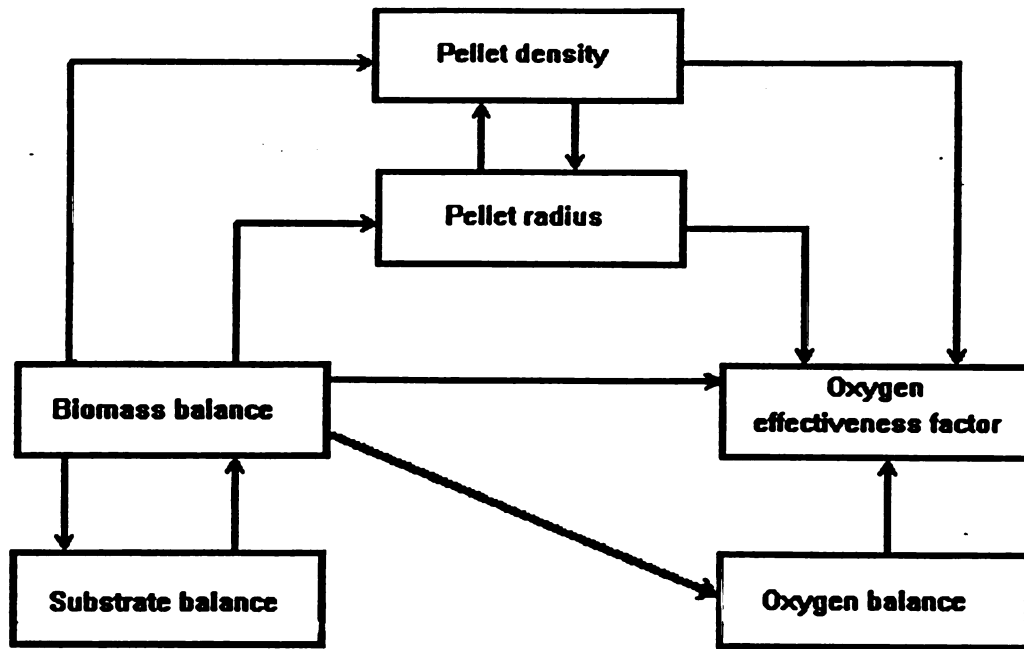 Pellet density
Pellet radius
Biomass balance
Oxygen
effectiveness factor
Substrate balance
Oxygen balance